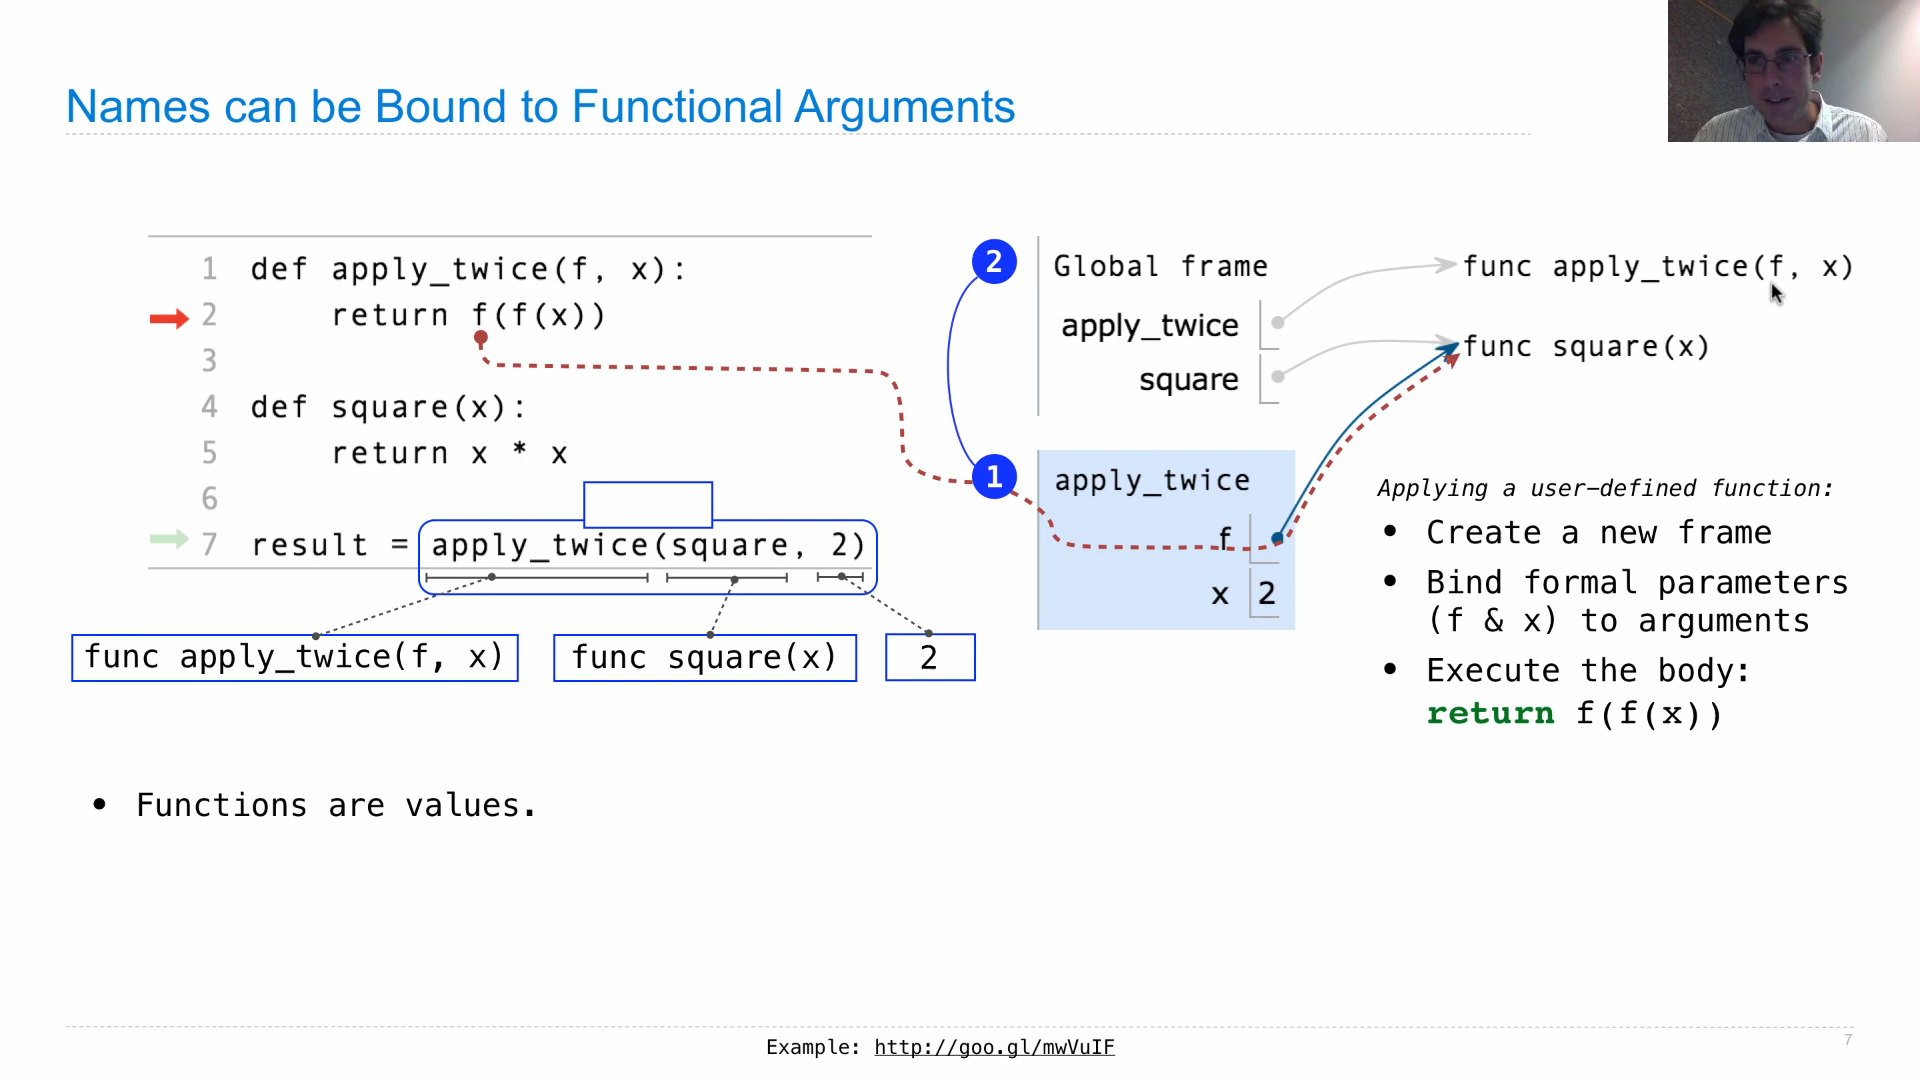 Names can be Bound to Functional Arguments
1 def apply_twice(f, x):
2 return f(f(x))
3
4 def square(x):
5 return x * x
6
7 result = apply_twice(square, 2)
func apply_twice(f, x)
func square(x)
2
2
Global frame
apply_twice
square
func apply_twice(f, x)
func square(x)
1
apply_twice
f
x 2
Applying a user-defined function:
• Create a new frame
• Bind formal parameters
(f & x) to arguments
• Execute the body:
return f(f(x))
• Functions are values.
Example: http://goo.gl/mwVuIF
7